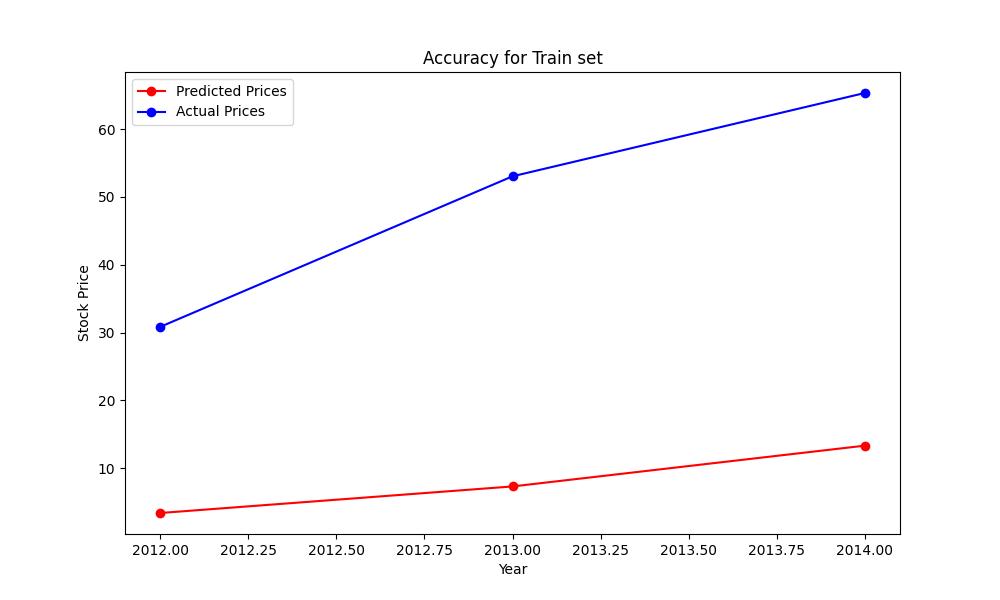 Accuracy for Train set
Predicted Prices
Actual Prices
Stock Price
60
50
40
30
20
10
2012.00 2012.25 2012.50 2012.75 2013.00 2013.25 2013.50 2013.75 2014.00
Year